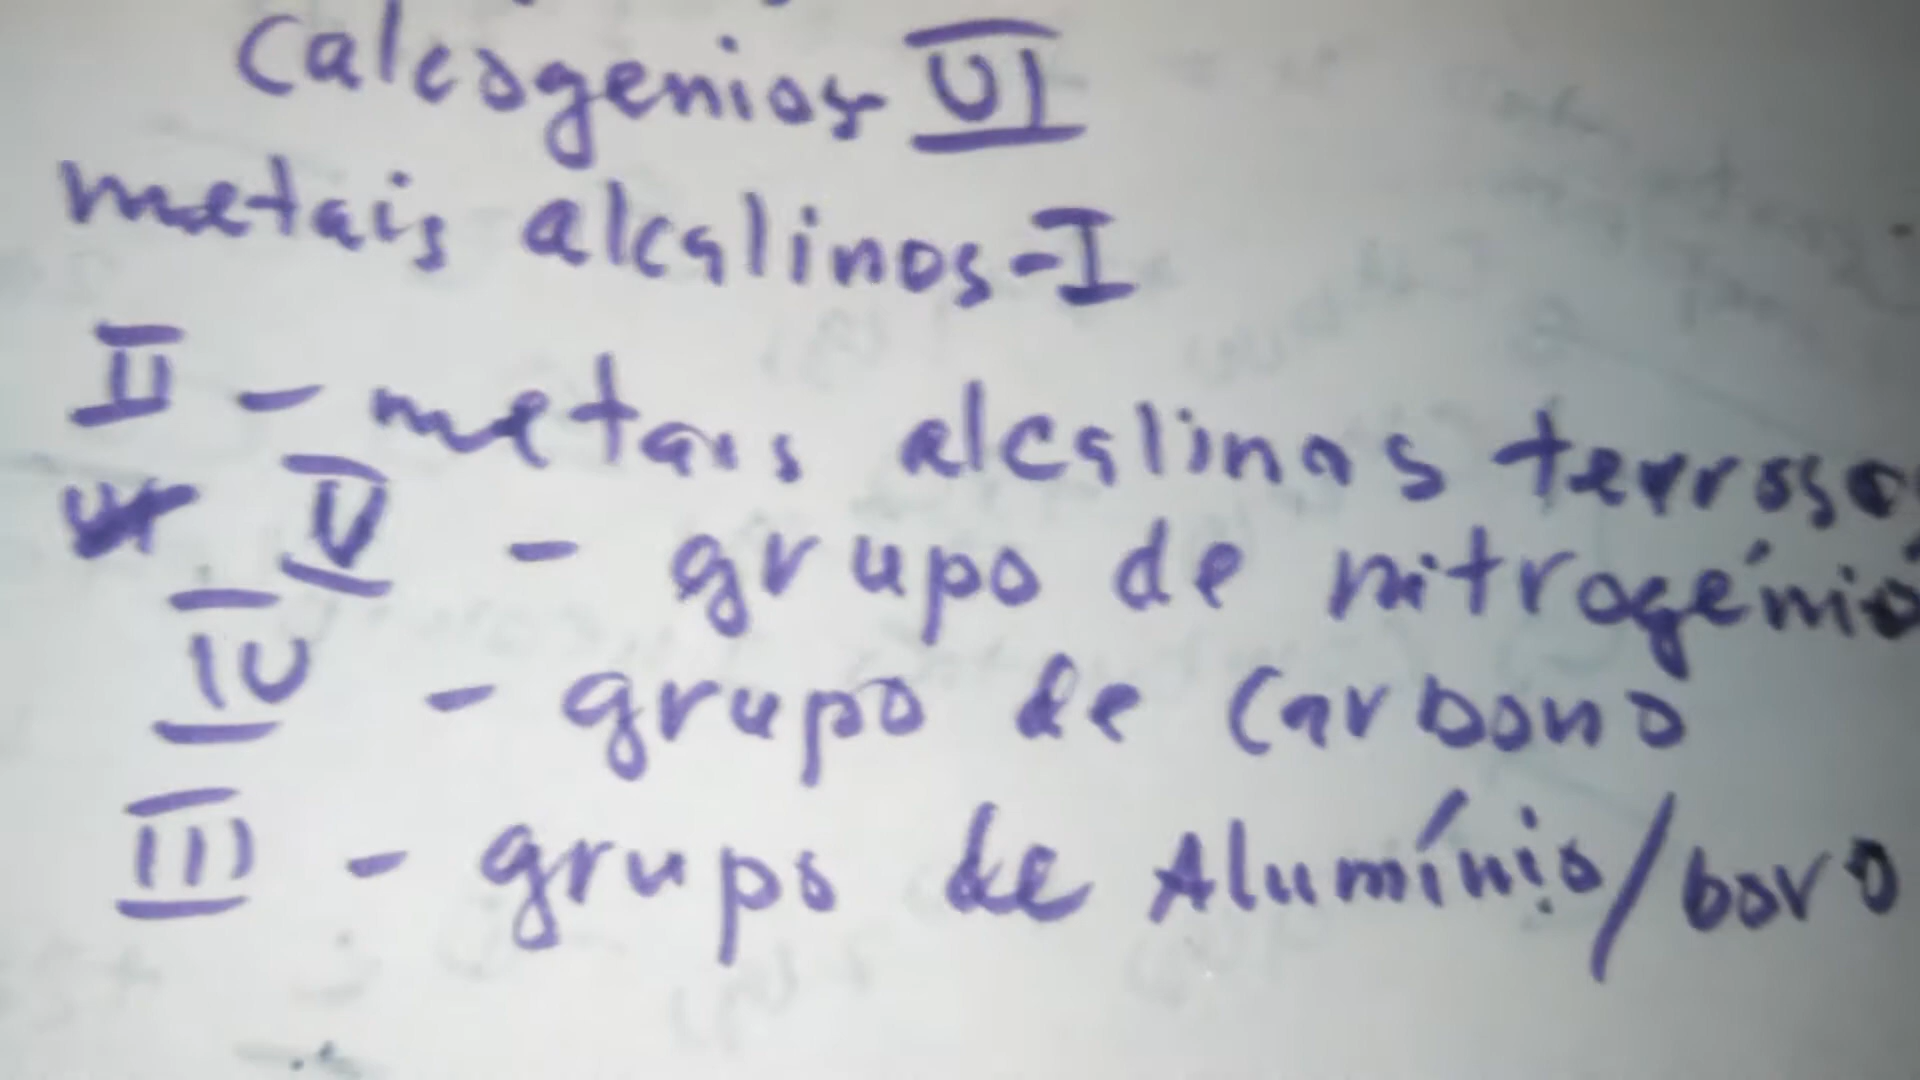 Calcogenios VI
metais alcalinos - I
II - metais alcalinos terrosos
V - grupo de nitrogénio
IV - grupo de Carbono
III - grupo de Alumínio/boro